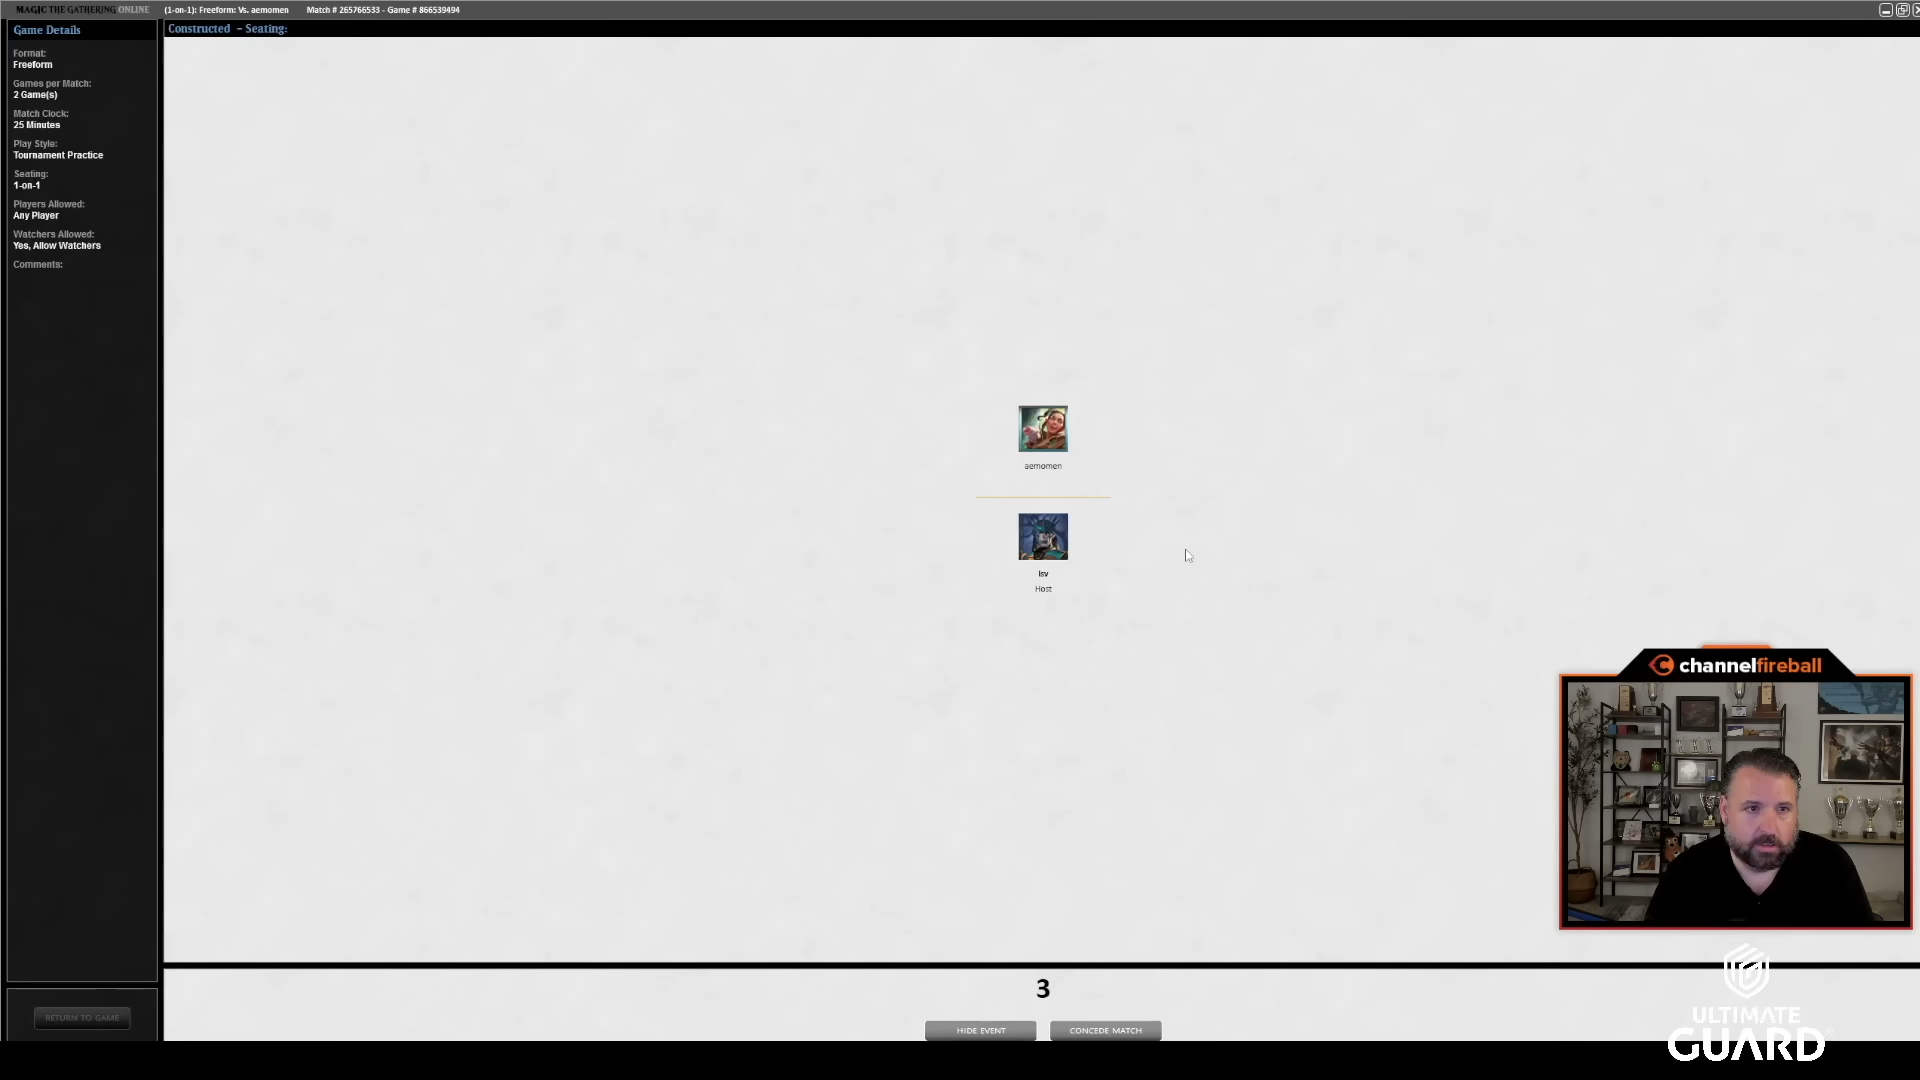 MAGIC THE GATHERING ONLINE (1-on-1): Freeform: Vs. aemomen Match # 265766533 - Game # 866539494
Game Details
Constructed - Seating:
Format:
Freeform
Games per Match:
2 Game(s)
Match Clock:
25 Minutes
Play Style:
Tournament Practice
Seating:
1-on-1
Players Allowed:
Any Player
Watchers Allowed:
Yes, Allow Watchers
Comments:
aemomen
lsv
Host
channelfireball
3
RETURN TO GAME
HIDE EVENT
CONCEDE MATCH
ULTIMATE
GUARD